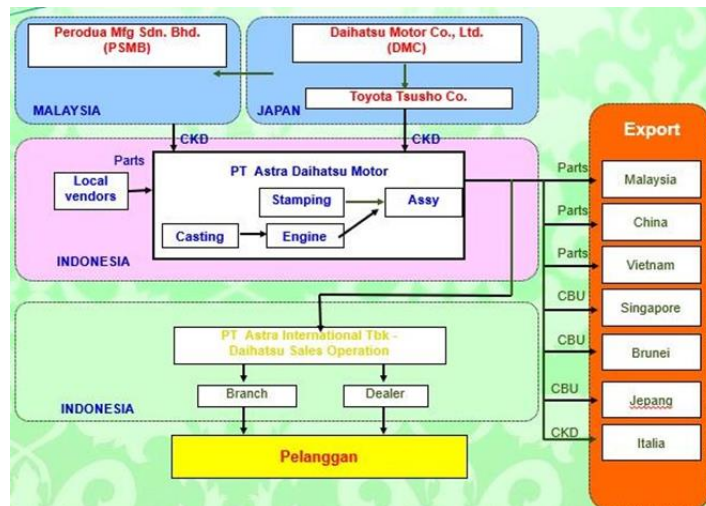 Perodua Mfg Sdn. Bhd.
(PSMB)
Daihatsu Motor Co., Ltd.
(DMC)
Toyota Tsusho Co.
MALAYSIA
JAPAN
CKD
CKD
Export
Parts
Local
vendors
PT Astra Daihatsu Motor
Stamping
Assy
Casting
Engine
INDONESIA
Parts
Malaysia
Parts
China
Parts
Vietnam
CBU
Singapore
CBU
Brunei
CBU
Jepang
CKD
Italia
PT Astra International Tbk -
Daihatsu Sales Operation
Branch
Dealer
INDONESIA
Pelanggan